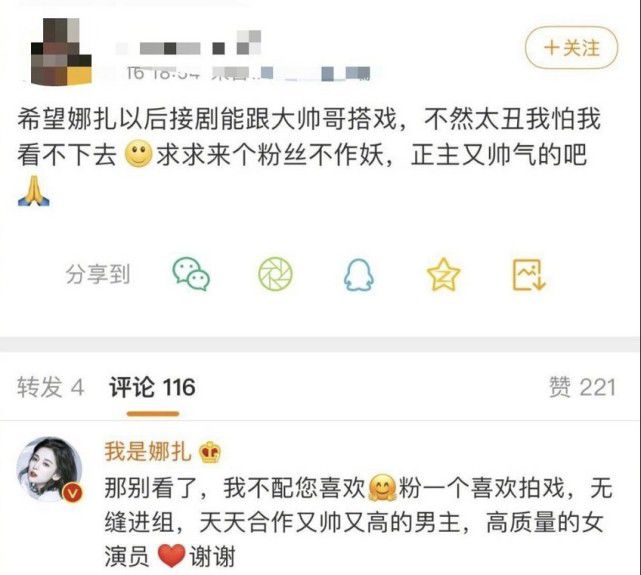 +关注
16 18:54
希望娜扎以后接剧能跟大帅哥搭戏，不然太丑我怕我
看不下去🙂求求来个粉丝不作妖，正主又帅气的吧
🙏
分享到
转发 4 评论 116 赞 221
我是娜扎
那别看了，我不配您喜欢🤗粉一个喜欢拍戏，无
缝进组，天天合作又帅又高的男主，高质量的女
演员❤️谢谢